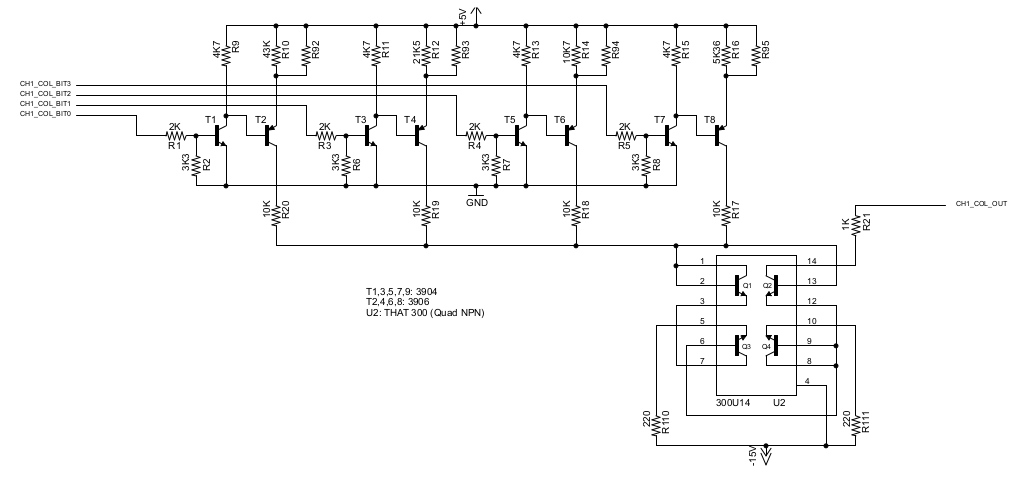 +5V
4K7 R9
43K R10
R92
4K7 R11
21K5 R12
R93
4K7 R13
10K7 R14
R94
4K7 R15
5K36 R16
R95
CH1_COL_BIT3
CH1_COL_BIT2
CH1_COL_BIT1
CH1_COL_BIT0
2K R1
T1
T2
2K R3
T3
T4
2K R4
T5
T6
2K R5
T7
T8
3K3 R2
3K3 R6
3K3 R7
3K3 R8
GND
10K R20
10K R19
10K R18
10K R17
1K R21
CH1_COL_OUT
T1,3,5,7,9: 3904
T2,4,6,8: 3906
U2: THAT 300 (Quad NPN)
1
14
2
Q1
Q2
13
3
12
5
10
6
Q3
Q4
9
7
8
4
300U14
U2
220 R110
220 R111
-15V